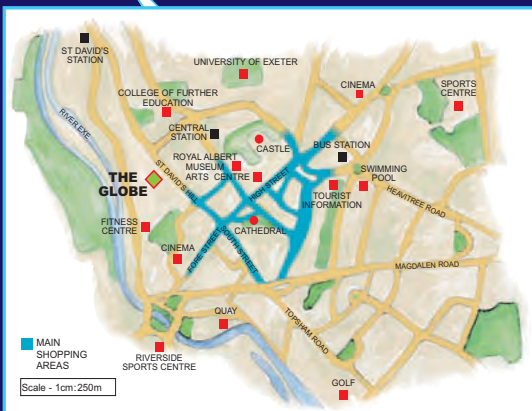 ST DAVID'S
STATION
UNIVERSITY OF EXETER
CINEMA
SPORTS
CENTRE
COLLEGE OF FURTHER
EDUCATION
RIVER EXE
CENTRAL
STATION
CASTLE
BUS STATION
ROYAL ALBERT
MUSEUM
ARTS CENTRE
SWIMMING
POOL
THE
GLOBE
ST DAVID'S HILL
HIGH STREET
TOURIST
INFORMATION
HEAVITREE ROAD
FITNESS
CENTRE
CATHEDRAL
CINEMA
FORE STREET
SOUTH STREET
MAGDALEN ROAD
QUAY
TOPSHAM ROAD
MAIN
SHOPPING
AREAS
RIVERSIDE
SPORTS CENTRE
GOLF
Scale - 1cm:250m